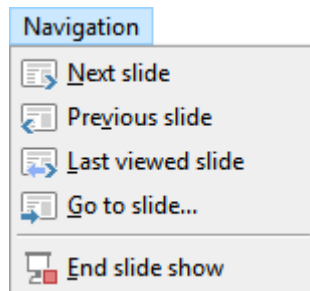 Navigation
Next slide
Previous slide
Last viewed slide
Go to slide...
End slide show